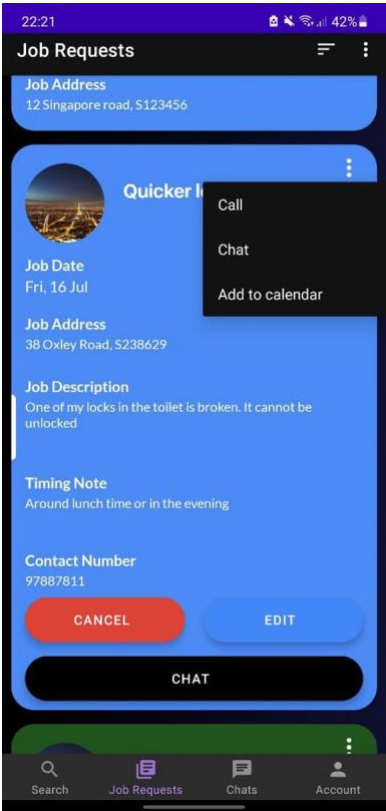 22:21
42%
Job Requests
Job Address
12 Singapore road, S123456
Quicker
Call
Chat
Add to calendar
Job Date
Fri, 16 Jul
Job Address
38 Oxley Road, S238629
Job Description
One of my locks in the toilet is broken. It cannot be
unlocked
Timing Note
Around lunch time or in the evening
Contact Number
97887811
CANCEL
EDIT
CHAT
Search
Job Requests
Chats
Account